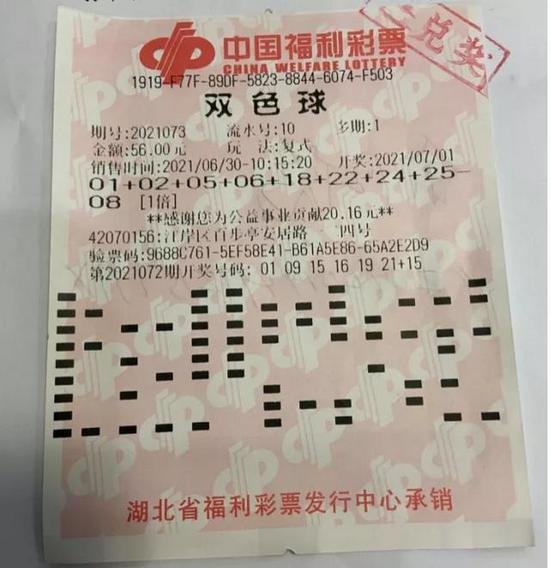 中国福利彩票
CHINA WELFARE LOTTERY
已兑奖
1919-F77F-89DF-5823-8844-6074-F503
双色球
期号:2021073 流水号:10 多期:1
金额:56.00元 玩 法:复式
销售时间:2021/06/30-10:15:20 开奖:2021/07/01
01+02+05+06+18+22+24+25-
08 [1倍]
**感谢您为公益事业贡献20.16元**
42070156:江岸区百步亭安居路 四号
验票码:9688C761-5EF58E41-B61A5E86-65A2E2D9
第2021072期开奖号码: 01 09 15 16 19 21+15
湖北省福利彩票发行中心承销